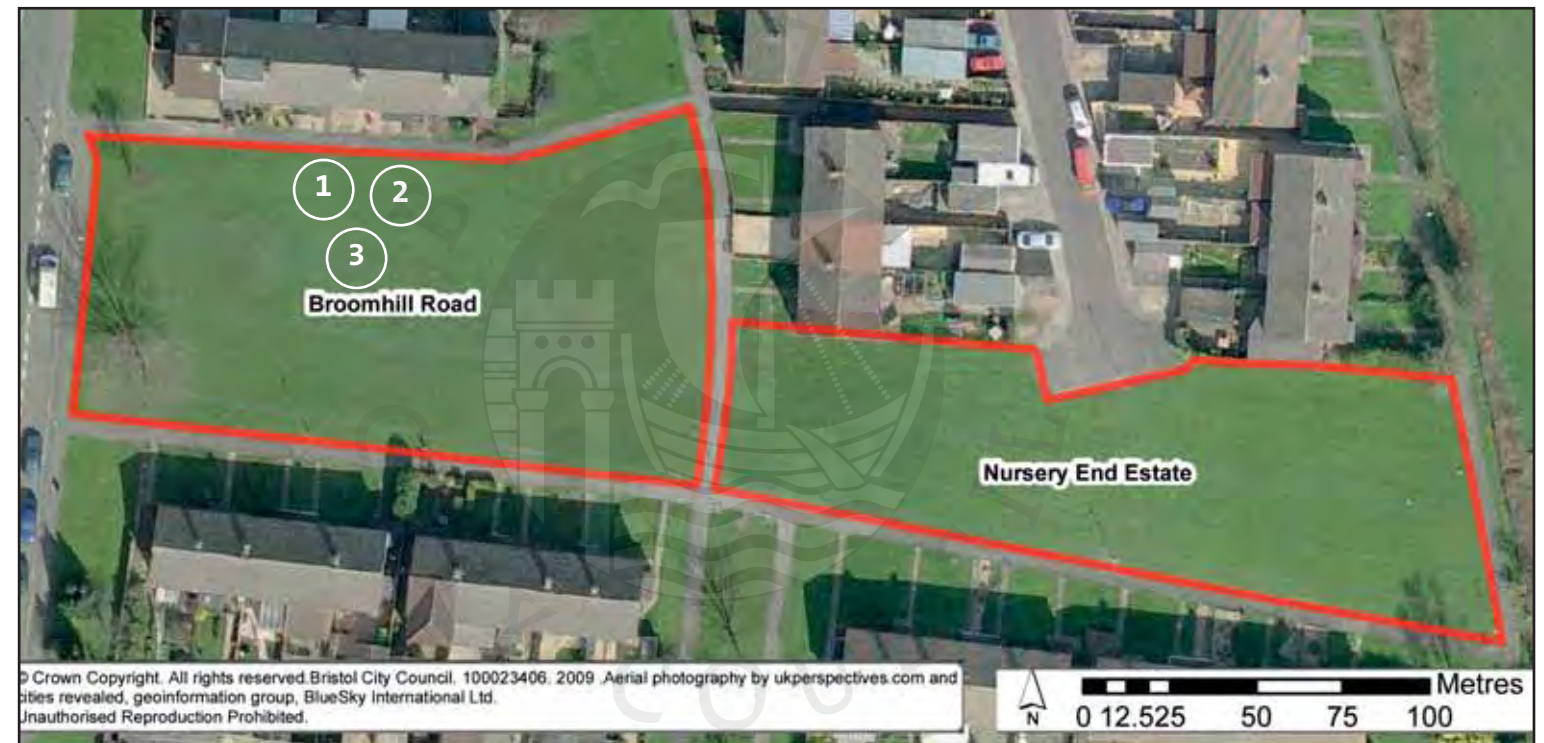 1
2
3
Broomhill Road
Nursery End Estate
© Crown Copyright. All rights reserved.Bristol City Council. 100023406. 2009 .Aerial photography by ukperspectives.com and
cities revealed, geoinformation group, BlueSky International Ltd.
Unauthorised Reproduction Prohibited.
N
Metres
0 12.525 50 75 100